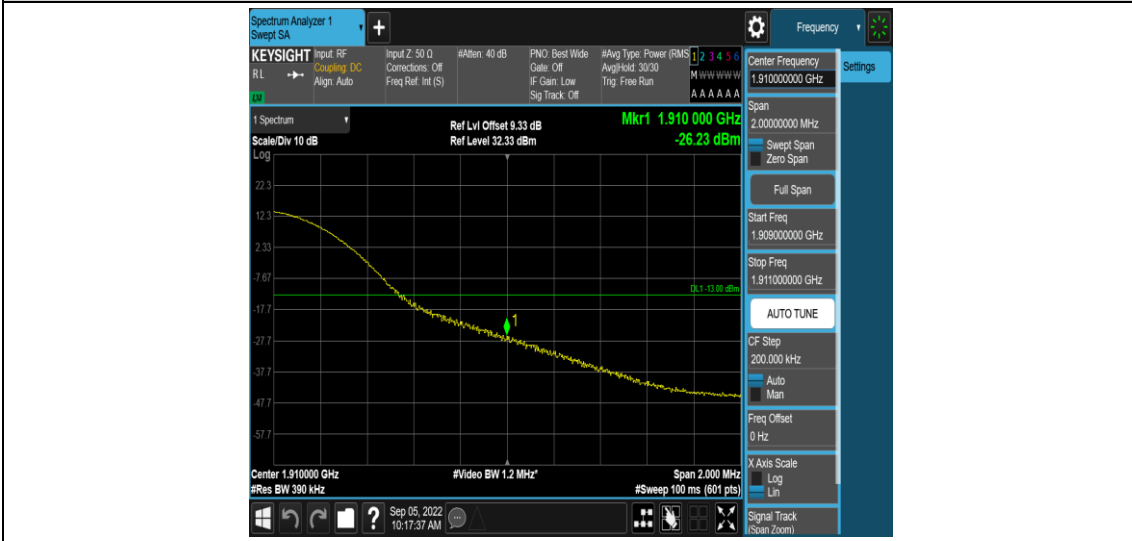 Spectrum Analyzer 1
Swept SA
Frequency
KEYSIGHT
RL
Input: RF
Coupling: DC
Align: Auto
Input Z: 50 Ω
Corrections: Off
Freq Ref: Int (S)
#Atten: 40 dB
PNO: Best Wide
Gate: Off
IF Gain: Low
Sig Track: Off
#Avg Type: Power (RMS
Avg|Hold: 30/30
Trig: Free Run
1 2 3 4 5 6
M W W W W W
A A A A A A
1 Spectrum
Scale/Div 10 dB
Log
Ref Lvl Offset 9.33 dB
Ref Level 32.33 dBm
Mkr1 1.910 000 GHz
-26.23 dBm
22.3
12.3
2.33
-7.67
DL1 -13.00 dBm
-17.7
1
-27.7
-37.7
-47.7
-57.7
Center 1.910000 GHz
#Video BW 1.2 MHz*
Span 2.000 MHz
#Res BW 390 kHz
#Sweep 100 ms (601 pts)
?
Sep 05, 2022
10:17:37 AM
Center Frequency
1.910000000 GHz
Settings
Span
2.00000000 MHz
Swept Span
Zero Span
Full Span
Start Freq
1.909000000 GHz
Stop Freq
1.911000000 GHz
AUTO TUNE
CF Step
200.000 kHz
Auto
Man
Freq Offset
0 Hz
X Axis Scale
Log
Lin
Signal Track
(Span Zoom)